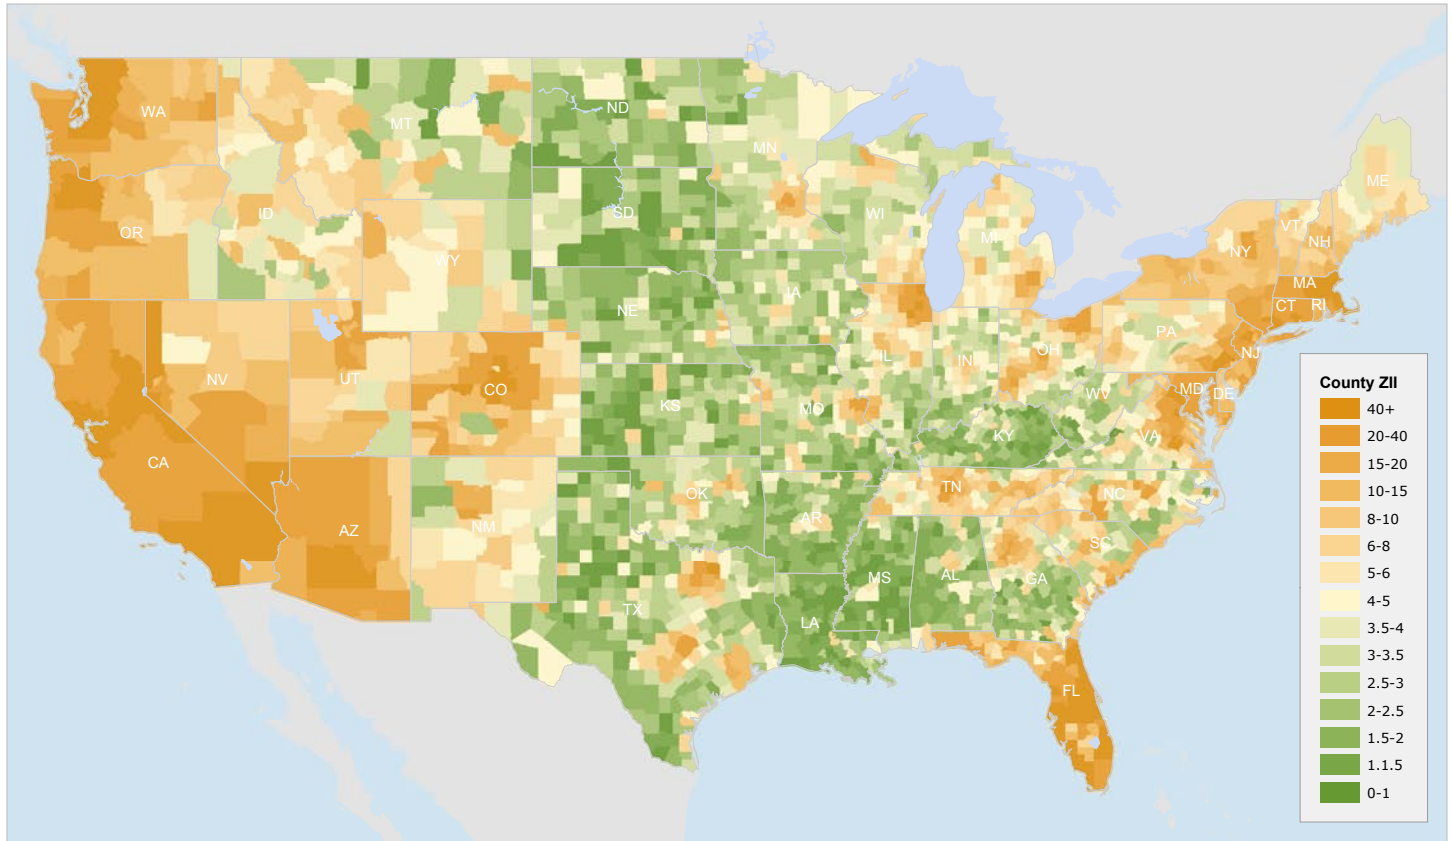 WA
MT
ND
MN
ME
OR
ID
SD
WI
MI
VT
NH
NY
WY
MA
CT RI
NE
IA
PA
NJ
NV
UT
CO
IL
IN
OH
MD
DE
WV
KS
MO
KY
VA
CA
AZ
NM
OK
AR
TN
NC
SC
MS
AL
GA
TX
LA
FL
County ZII
40+
20-40
15-20
10-15
8-10
6-8
5-6
4-5
3.5-4
3-3.5
2.5-3
2-2.5
1.5-2
1.1.5
0-1